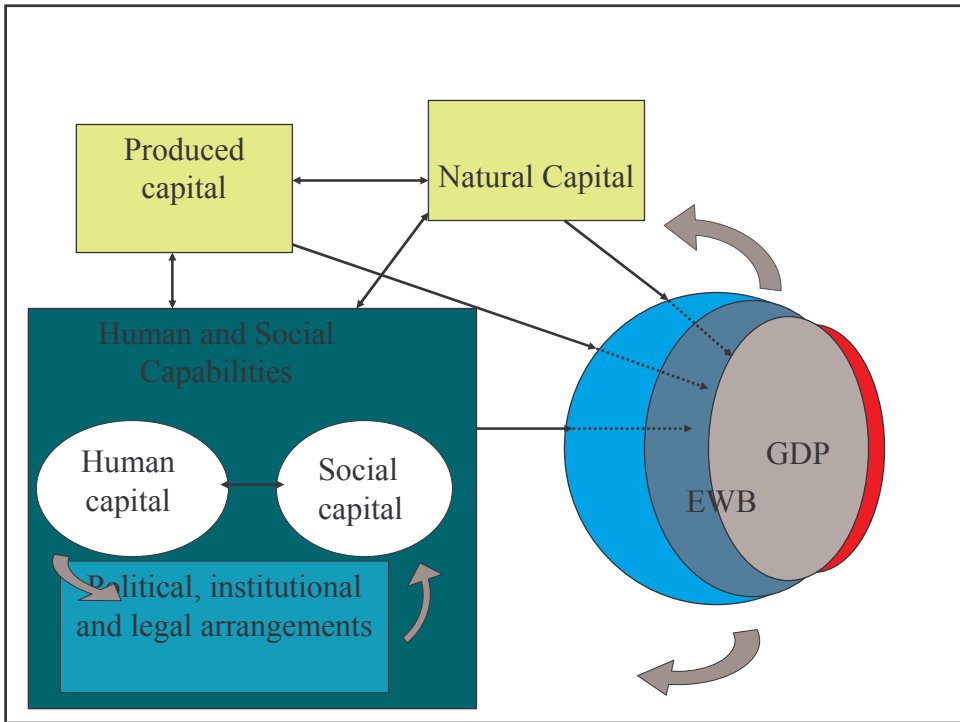 Produced
capital
Natural Capital
Human and Social
Capabilities
Human
capital
Social
capital
Political, institutional
and legal arrangements
GDP
EWB